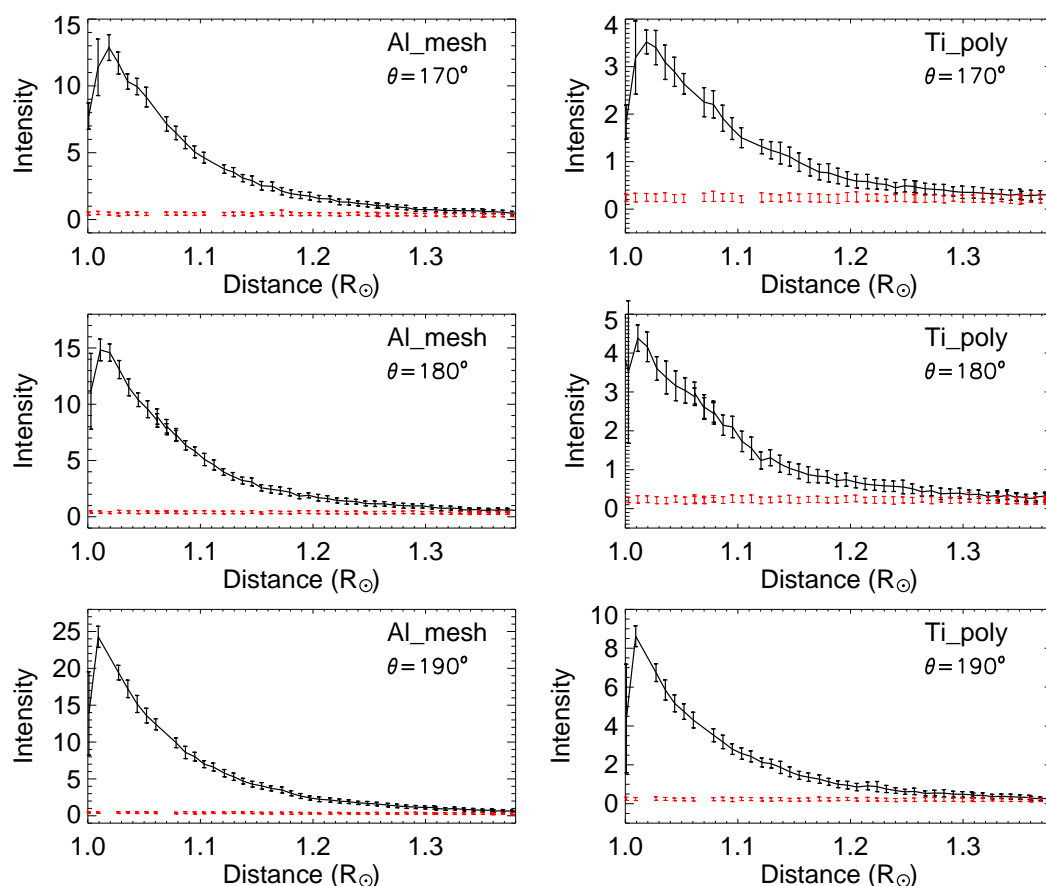 Al_mesh
θ=170°
Intensity
15
10
5
0
1.0 1.1 1.2 1.3
Distance (R☉)
Ti_poly
θ=170°
Intensity
4
3
2
1
0
1.0 1.1 1.2 1.3
Distance (R☉)
Al_mesh
θ=180°
Intensity
15
10
5
0
1.0 1.1 1.2 1.3
Distance (R☉)
Ti_poly
θ=180°
Intensity
5
4
3
2
1
0
1.0 1.1 1.2 1.3
Distance (R☉)
Al_mesh
θ=190°
Intensity
25
20
15
10
5
0
1.0 1.1 1.2 1.3
Distance (R☉)
Ti_poly
θ=190°
Intensity
10
8
6
4
2
0
1.0 1.1 1.2 1.3
Distance (R☉)